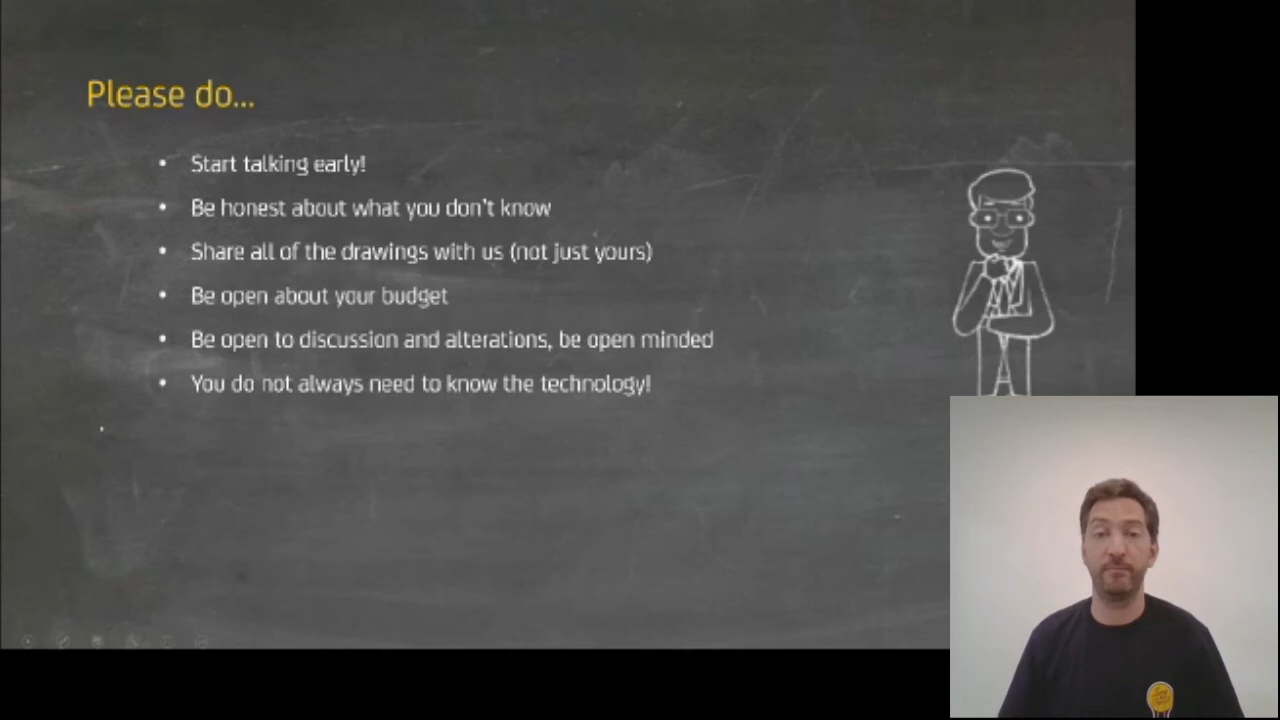 Please do...
• Start talking early!
• Be honest about what you don't know
• Share all of the drawings with us (not just yours)
• Be open about your budget
• Be open to discussion and alterations, be open minded
• You do not always need to know the technology!